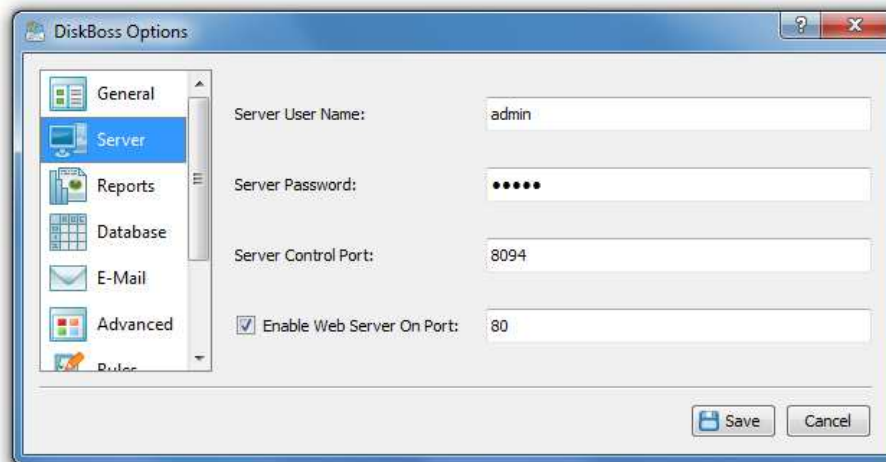 DiskBoss Options
General
Server
Reports
Database
E-Mail
Advanced
Rules
Server User Name: admin
Server Password: •••••
Server Control Port: 8094
Enable Web Server On Port: 80
Save Cancel